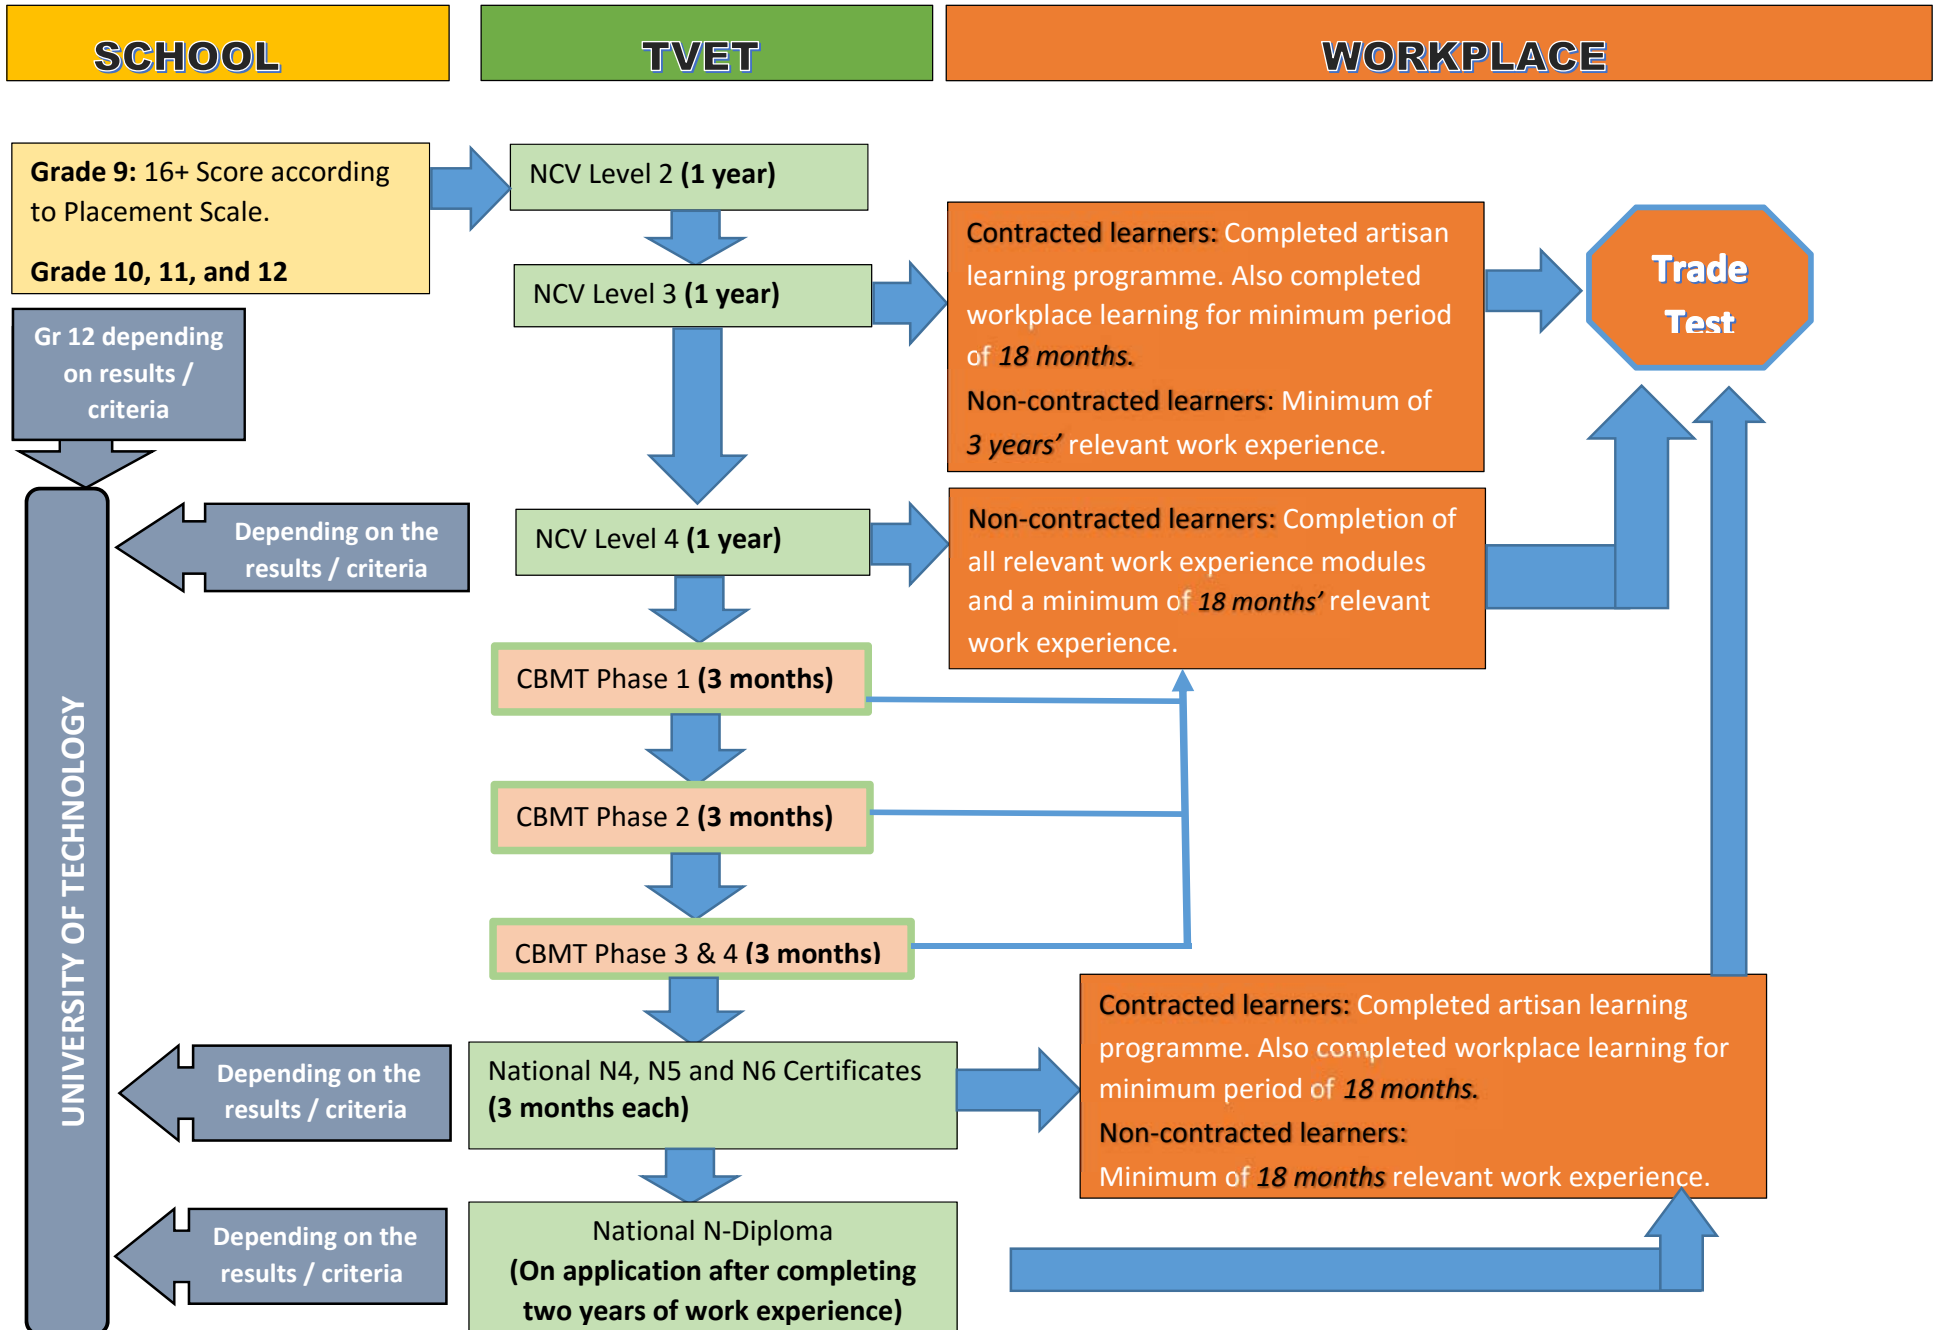 SCHOOL
TVET
WORKPLACE
Grade 9: 16+ Score according
to Placement Scale.
Grade 10, 11, and 12
NCV Level 2 (1 year)
Contracted learners: Completed artisan
learning programme. Also completed
workplace learning for minimum period
of 18 months.
Non-contracted learners: Minimum of
3 years’ relevant work experience.
Trade
Test
NCV Level 3 (1 year)
Gr 12 depending
on results /
criteria
UNIVERSITY OF TECHNOLOGY
Depending on the
results / criteria
NCV Level 4 (1 year)
Non-contracted learners: Completion of
all relevant work experience modules
and a minimum of 18 months’ relevant
work experience.
CBMT Phase 1 (3 months)
CBMT Phase 2 (3 months)
CBMT Phase 3 & 4 (3 months)
Depending on the
results / criteria
National N4, N5 and N6 Certificates
(3 months each)
Contracted learners: Completed artisan learning
programme. Also completed workplace learning for
minimum period of 18 months.
Non-contracted learners:
Minimum of 18 months relevant work experience.
Depending on the
results / criteria
National N-Diploma
(On application after completing
two years of work experience)